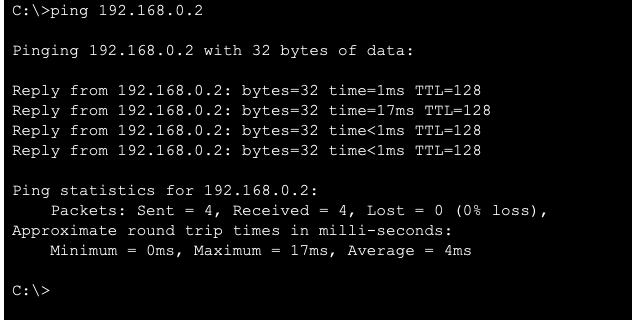 C:\>ping 192.168.0.2
Pinging 192.168.0.2 with 32 bytes of data:
Reply from 192.168.0.2: bytes=32 time=1ms TTL=128
Reply from 192.168.0.2: bytes=32 time=17ms TTL=128
Reply from 192.168.0.2: bytes=32 time<1ms TTL=128
Reply from 192.168.0.2: bytes=32 time<1ms TTL=128
Ping statistics for 192.168.0.2:
    Packets: Sent = 4, Received = 4, Lost = 0 (0% loss),
Approximate round trip times in milli-seconds:
    Minimum = 0ms, Maximum = 17ms, Average = 4ms
C:\>